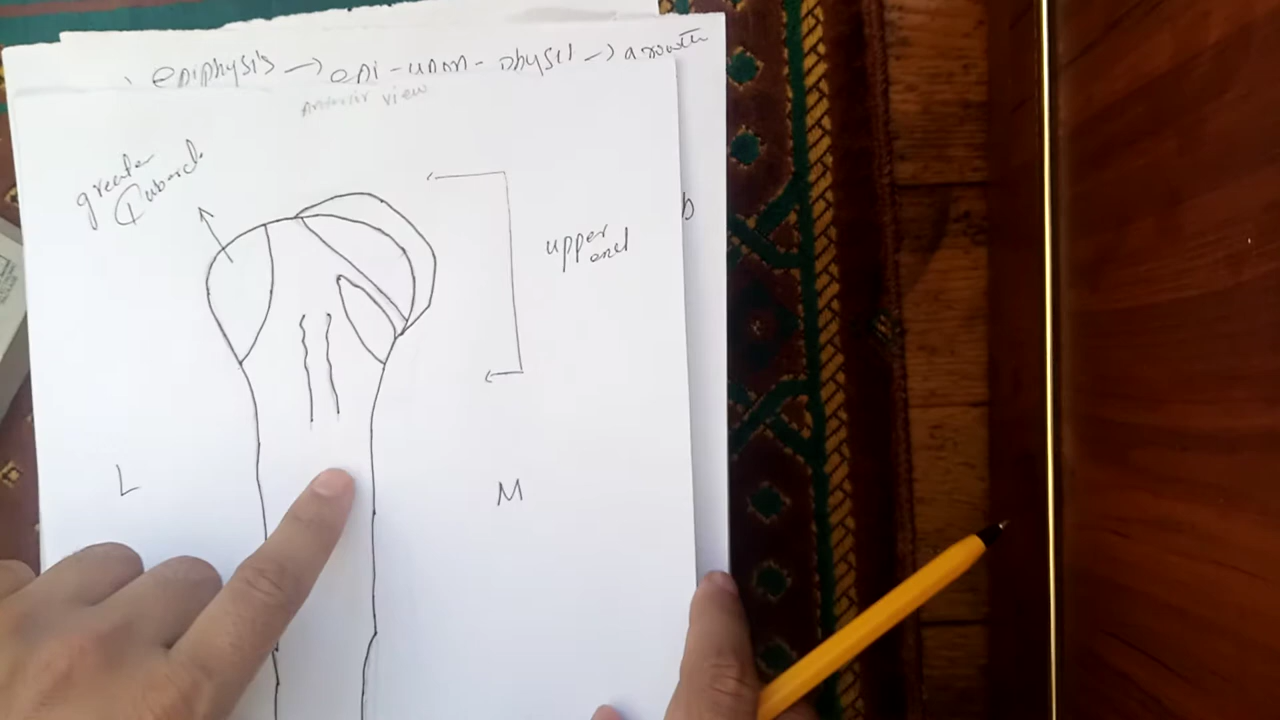 epiphysis → epi - upon - physis → growth
Anterior view
greater
Tubercle
upper
end
b
L
M